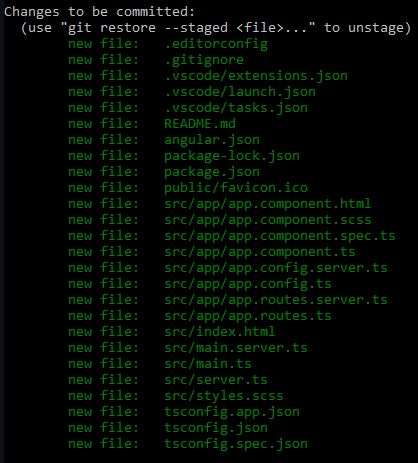 Changes to be committed:
  (use "git restore --staged <file>..." to unstage)
        new file:   .editorconfig
        new file:   .gitignore
        new file:   .vscode/extensions.json
        new file:   .vscode/launch.json
        new file:   .vscode/tasks.json
        new file:   README.md
        new file:   angular.json
        new file:   package-lock.json
        new file:   package.json
        new file:   public/favicon.ico
        new file:   src/app/app.component.html
        new file:   src/app/app.component.scss
        new file:   src/app/app.component.spec.ts
        new file:   src/app/app.component.ts
        new file:   src/app/app.config.server.ts
        new file:   src/app/app.config.ts
        new file:   src/app/app.routes.server.ts
        new file:   src/app/app.routes.ts
        new file:   src/index.html
        new file:   src/main.server.ts
        new file:   src/main.ts
        new file:   src/server.ts
        new file:   src/styles.scss
        new file:   tsconfig.app.json
        new file:   tsconfig.json
        new file:   tsconfig.spec.json